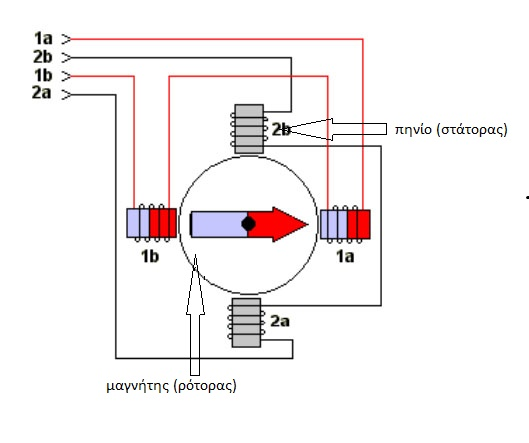 1a
2b
1b
2a
2b
πηνίο (στάτορας)
1b
1a
2a
μαγνήτης (ρότορας)